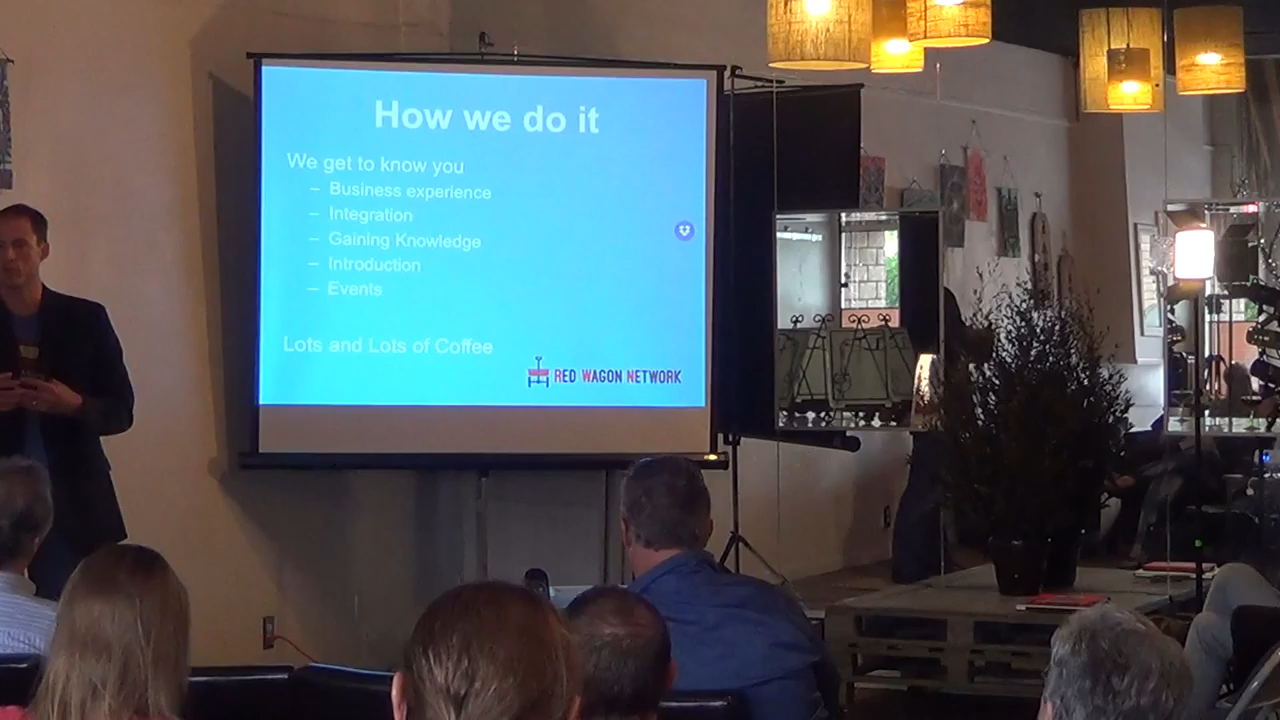 How we do it
We get to know you
– Business experience
– Integration
– Gaining Knowledge
– Introduction
– Events
Lots and Lots of Coffee
RED WAGON NETWORK